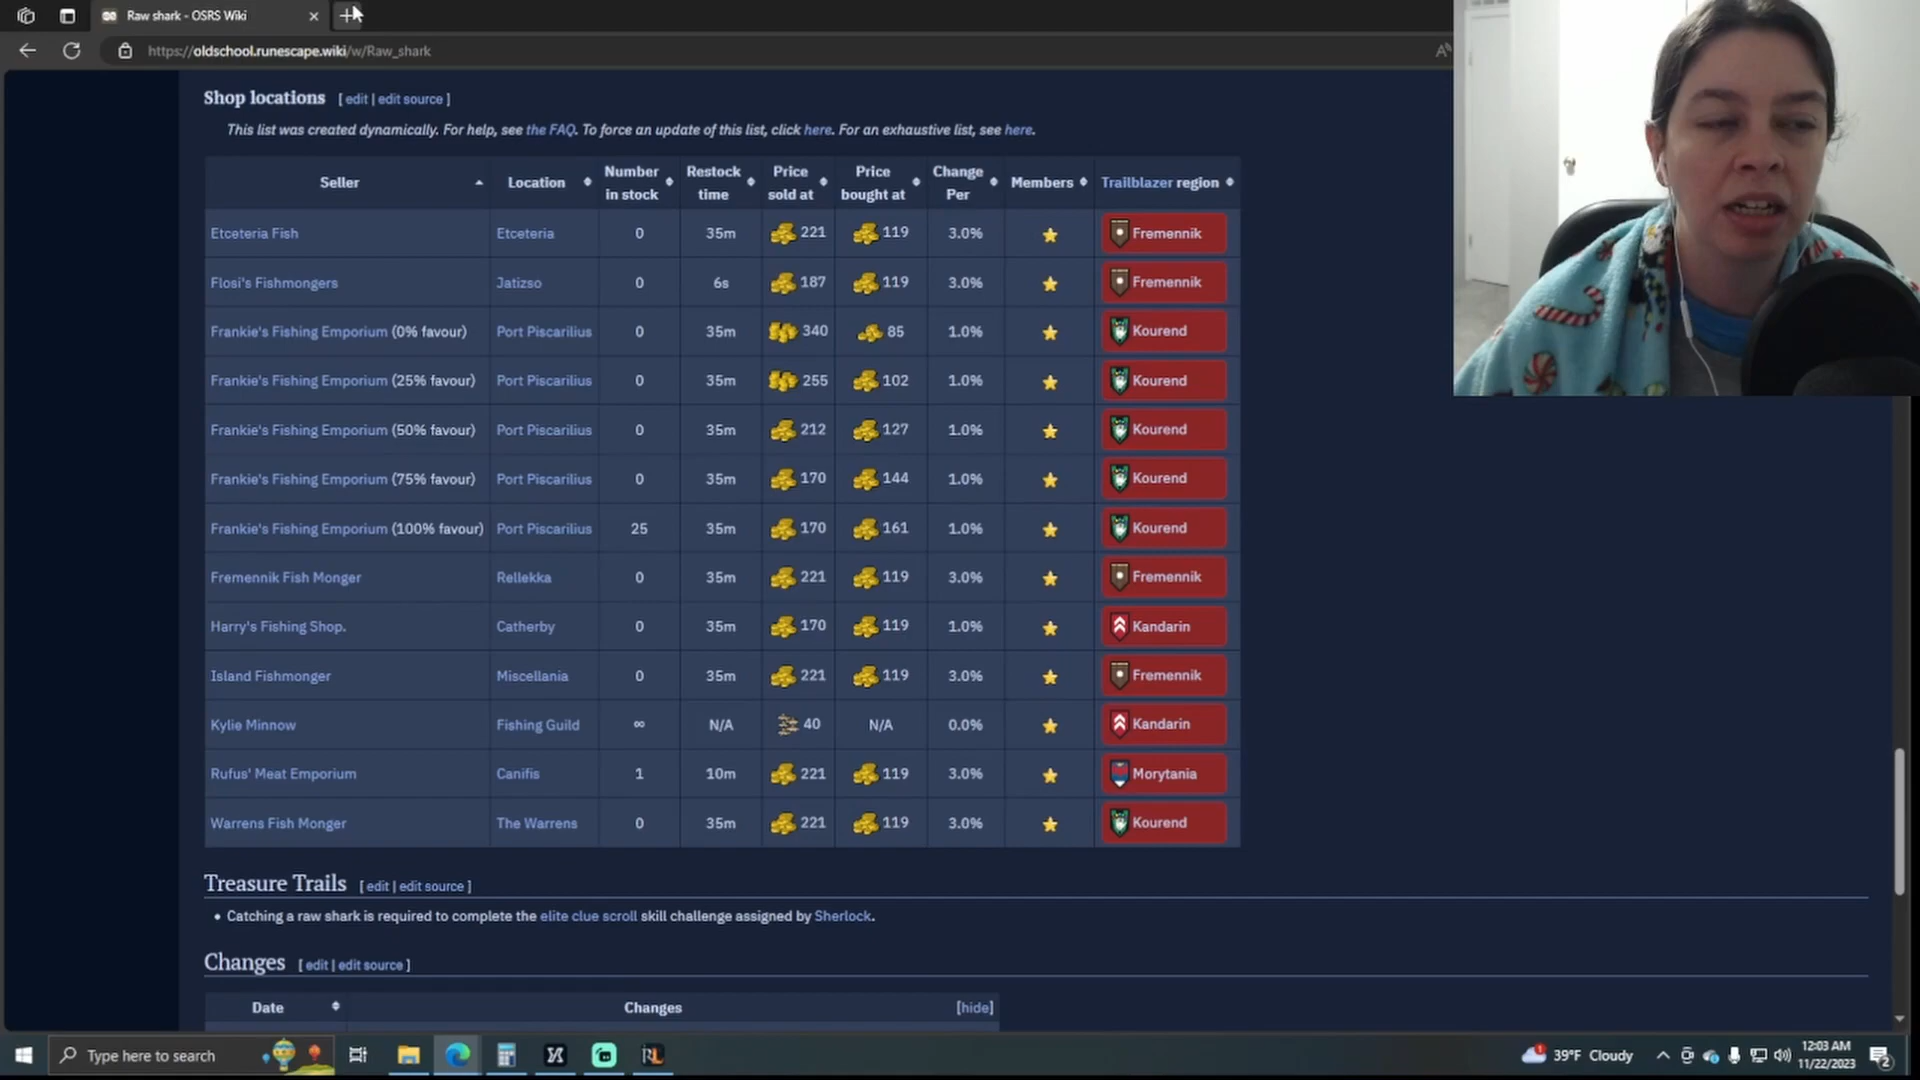 Raw shark - OSRS Wiki
https://oldschool.runescape.wiki/w/Raw_shark
Shop locations [ edit | edit source ]
This list was created dynamically. For help, see the FAQ. To force an update of this list, click here. For an exhaustive list, see here.
Seller Location Number in stock Restock time Price sold at Price bought at Change Per Members Trailblazer region
Etceteria Fish Etceteria 0 35m 221 119 3.0% Fremennik
Flosi's Fishmongers Jatizso 0 6s 187 119 3.0% Fremennik
Frankie's Fishing Emporium (0% favour) Port Piscarilius 0 35m 340 85 1.0% Kourend
Frankie's Fishing Emporium (25% favour) Port Piscarilius 0 35m 255 102 1.0% Kourend
Frankie's Fishing Emporium (50% favour) Port Piscarilius 0 35m 212 127 1.0% Kourend
Frankie's Fishing Emporium (75% favour) Port Piscarilius 0 35m 170 144 1.0% Kourend
Frankie's Fishing Emporium (100% favour) Port Piscarilius 25 35m 170 161 1.0% Kourend
Fremennik Fish Monger Rellekka 0 35m 221 119 3.0% Fremennik
Harry's Fishing Shop. Catherby 0 35m 170 119 1.0% Kandarin
Island Fishmonger Miscellania 0 35m 221 119 3.0% Fremennik
Kylie Minnow Fishing Guild ∞ N/A 40 N/A 0.0% Kandarin
Rufus' Meat Emporium Canifis 1 10m 221 119 3.0% Morytania
Warrens Fish Monger The Warrens 0 35m 221 119 3.0% Kourend
Treasure Trails [ edit | edit source ]
• Catching a raw shark is required to complete the elite clue scroll skill challenge assigned by Sherlock.
Changes [ edit | edit source ]
Date Changes [hide]
Type here to search
39°F Cloudy
12:03 AM
11/22/2023